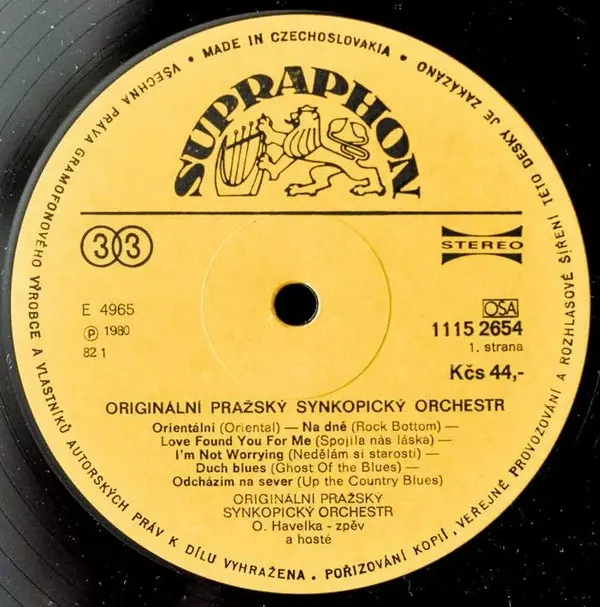 VŠECHNA PRÁVA GRAMOFONOVÉHO VÝROBCE A VLASTNÍKŮ AUTORSKÝCH PRÁV K DÍLU VYHRAŽENA. POŘIZOVÁNÍ KOPIÍ, VEŘEJNÉ PROVOZOVÁNÍ A ROZHLASOVÉ ŠÍŘENÍ TÉTO DESKY JE ZAKÁZÁNO • MADE IN CZECHOSLOVAKIA •
SUPRAPHON
33
STEREO
E 4965
Ⓟ 1980
82 1
OSA
1115 2654
1. strana
Kčs 44,-
ORIGINÁLNÍ PRAŽSKÝ SYNKOPICKÝ ORCHESTR
Orientální (Oriental) — Na dně (Rock Bottom) —
Love Found You For Me (Spojila nás láska) —
I'm Not Worrying (Nedělám si starosti) —
Duch blues (Ghost Of the Blues) —
Odcházím na sever (Up the Country Blues)
ORIGINÁLNÍ PRAŽSKÝ
SYNKOPICKÝ ORCHESTR
O. Havelka - zpěv
a hosté